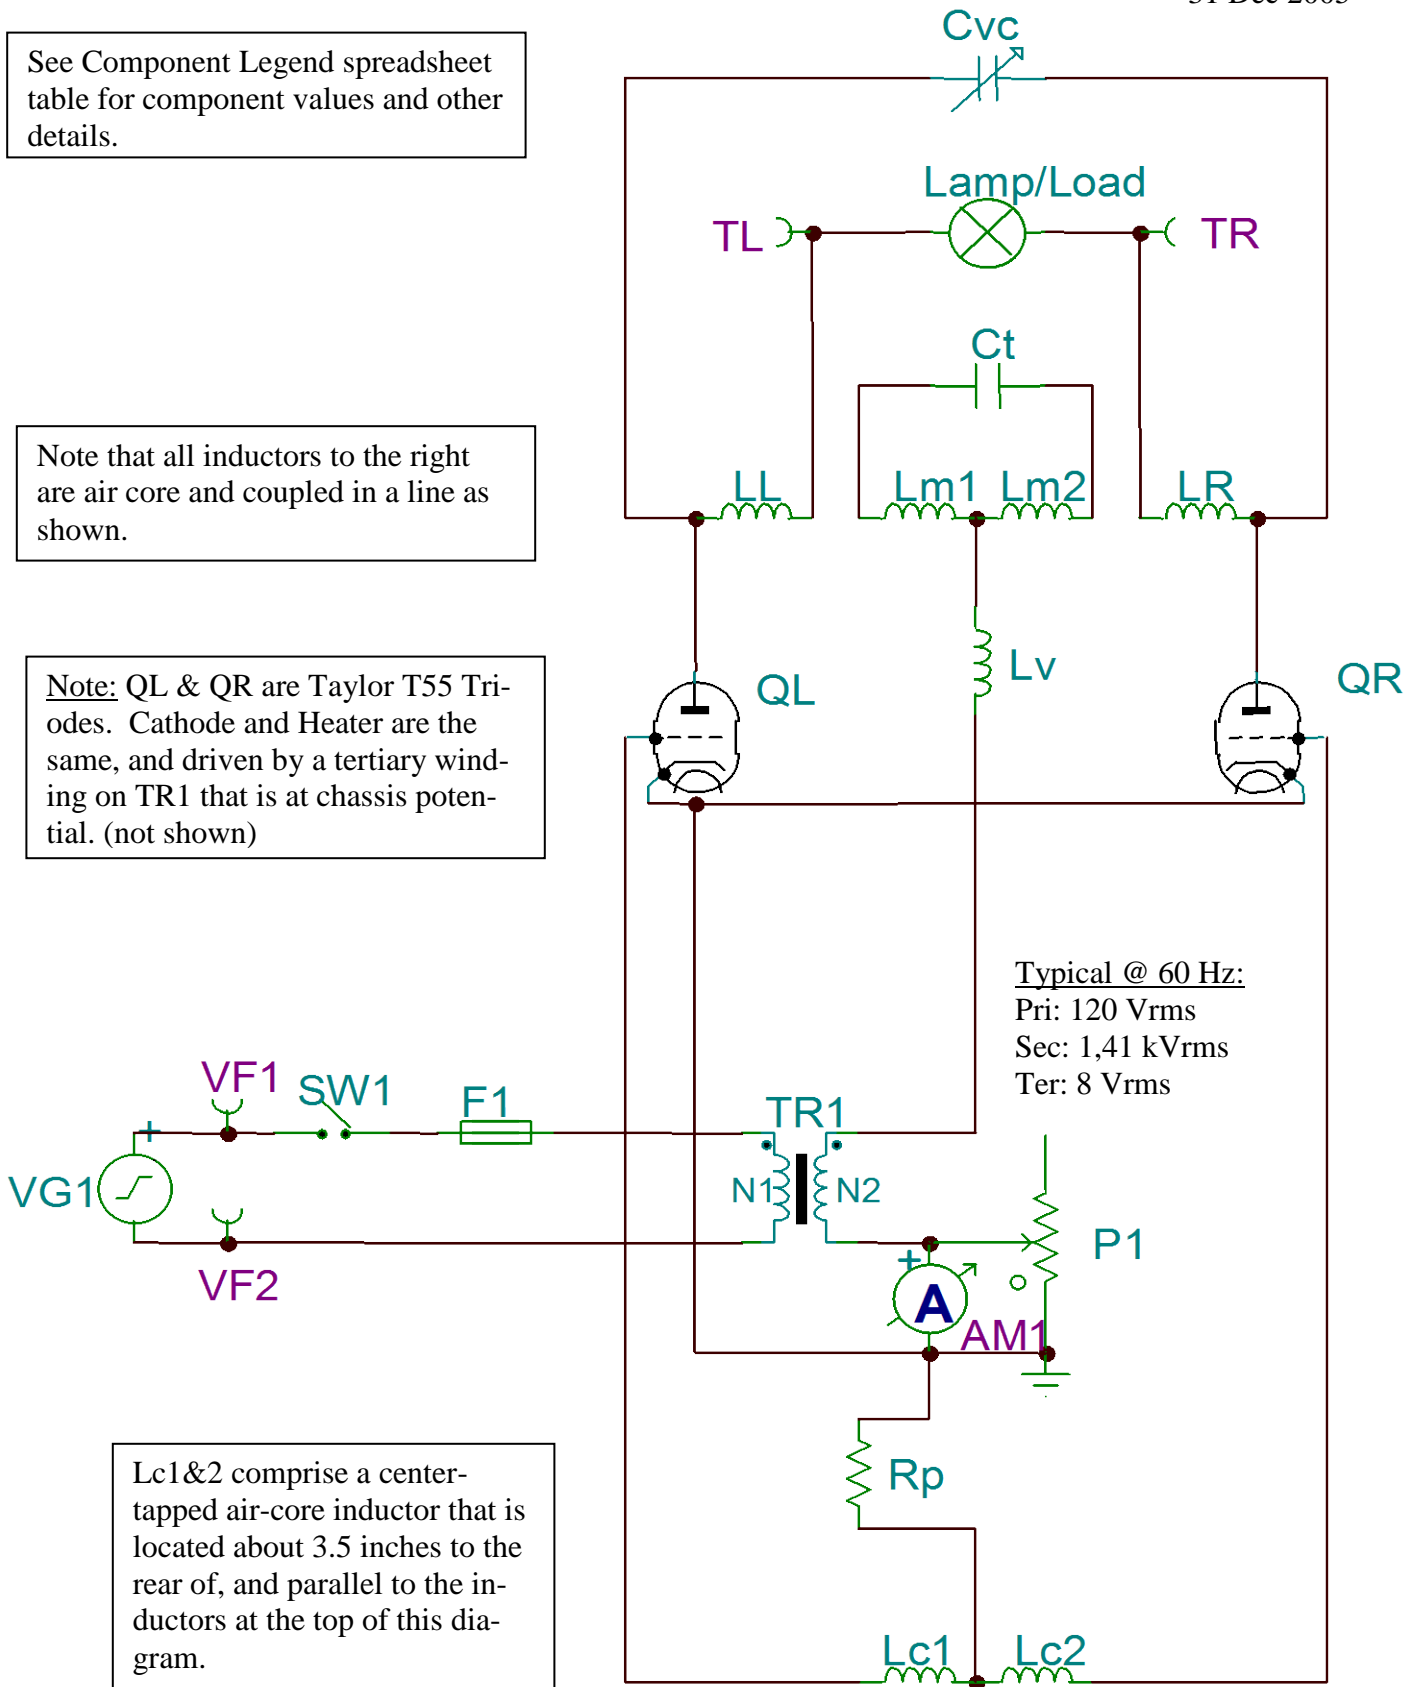 Cvc
See Component Legend spreadsheet
table for component values and other
details.
Lamp/Load
TL
TR
Ct
Note that all inductors to the right
are air core and coupled in a line as
shown.
LL
Lm1
Lm2
LR
Lv
Note: QL & QR are Taylor T55 Tri-
odes. Cathode and Heater are the
same, and driven by a tertiary wind-
ing on TR1 that is at chassis poten-
tial. (not shown)
QL
QR
Typical @ 60 Hz:
Pri: 120 Vrms
Sec: 1,41 kVrms
Ter: 8 Vrms
VF1
SW1
F1
TR1
+
VG1
N1
N2
P1
VF2
+
A
AM1
Rp
Lc1&2 comprise a center-
tapped air-core inductor that is
located about 3.5 inches to the
rear of, and parallel to the in-
ductors at the top of this dia-
gram.
Lc1
Lc2